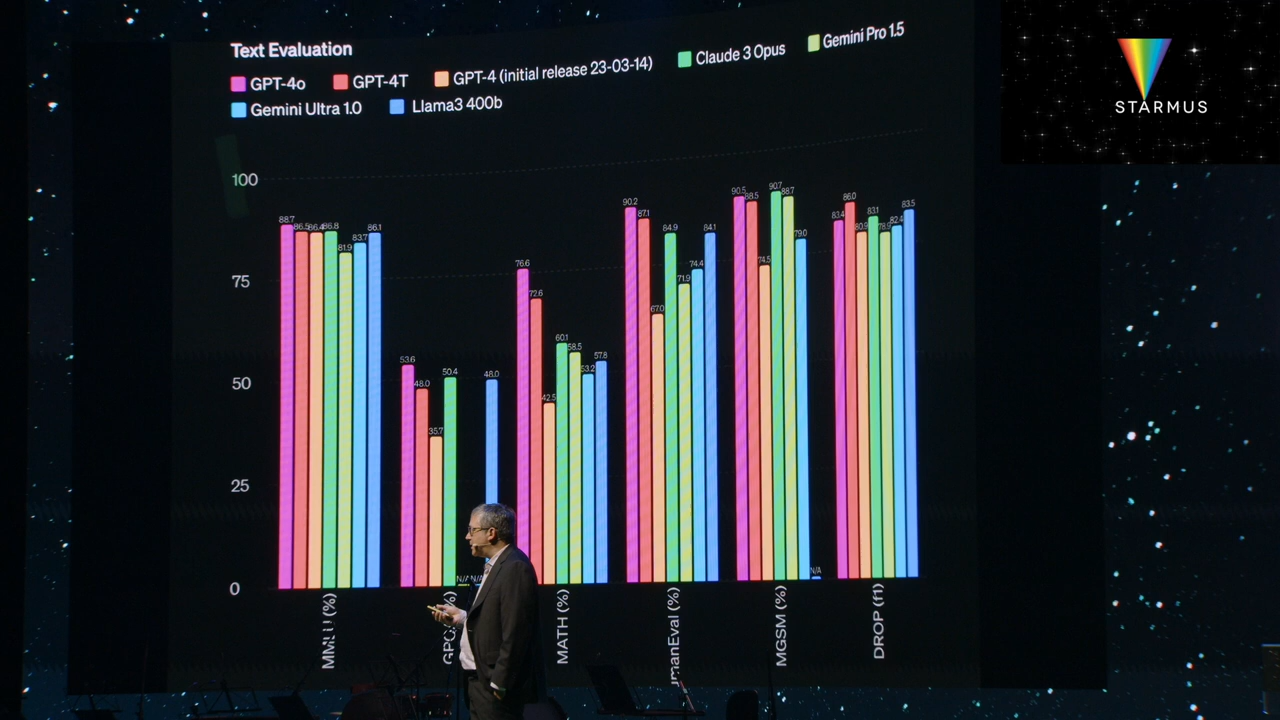 Text Evaluation
GPT-4o GPT-4T GPT-4 (initial release 23-03-14) Claude 3 Opus Gemini Pro 1.5
Gemini Ultra 1.0 Llama3 400b
STARMUS
100
75
50
25
0
88.7 86.5 86.4 86.8 81.9 83.7 86.1
53.6 48.0 35.7 50.4 N/A N/A 48.0
76.6 72.6 42.5 60.1 58.5 53.2 57.8
90.2 87.1 67.0 84.9 71.9 74.4 84.1
90.5 88.5 74.5 90.7 88.7 79.0 N/A
83.4 86.0 80.9 83.1 78.9 82.4 83.5
MMLU (%)
MATH (%)
MGSM (%)
DROP (f1)